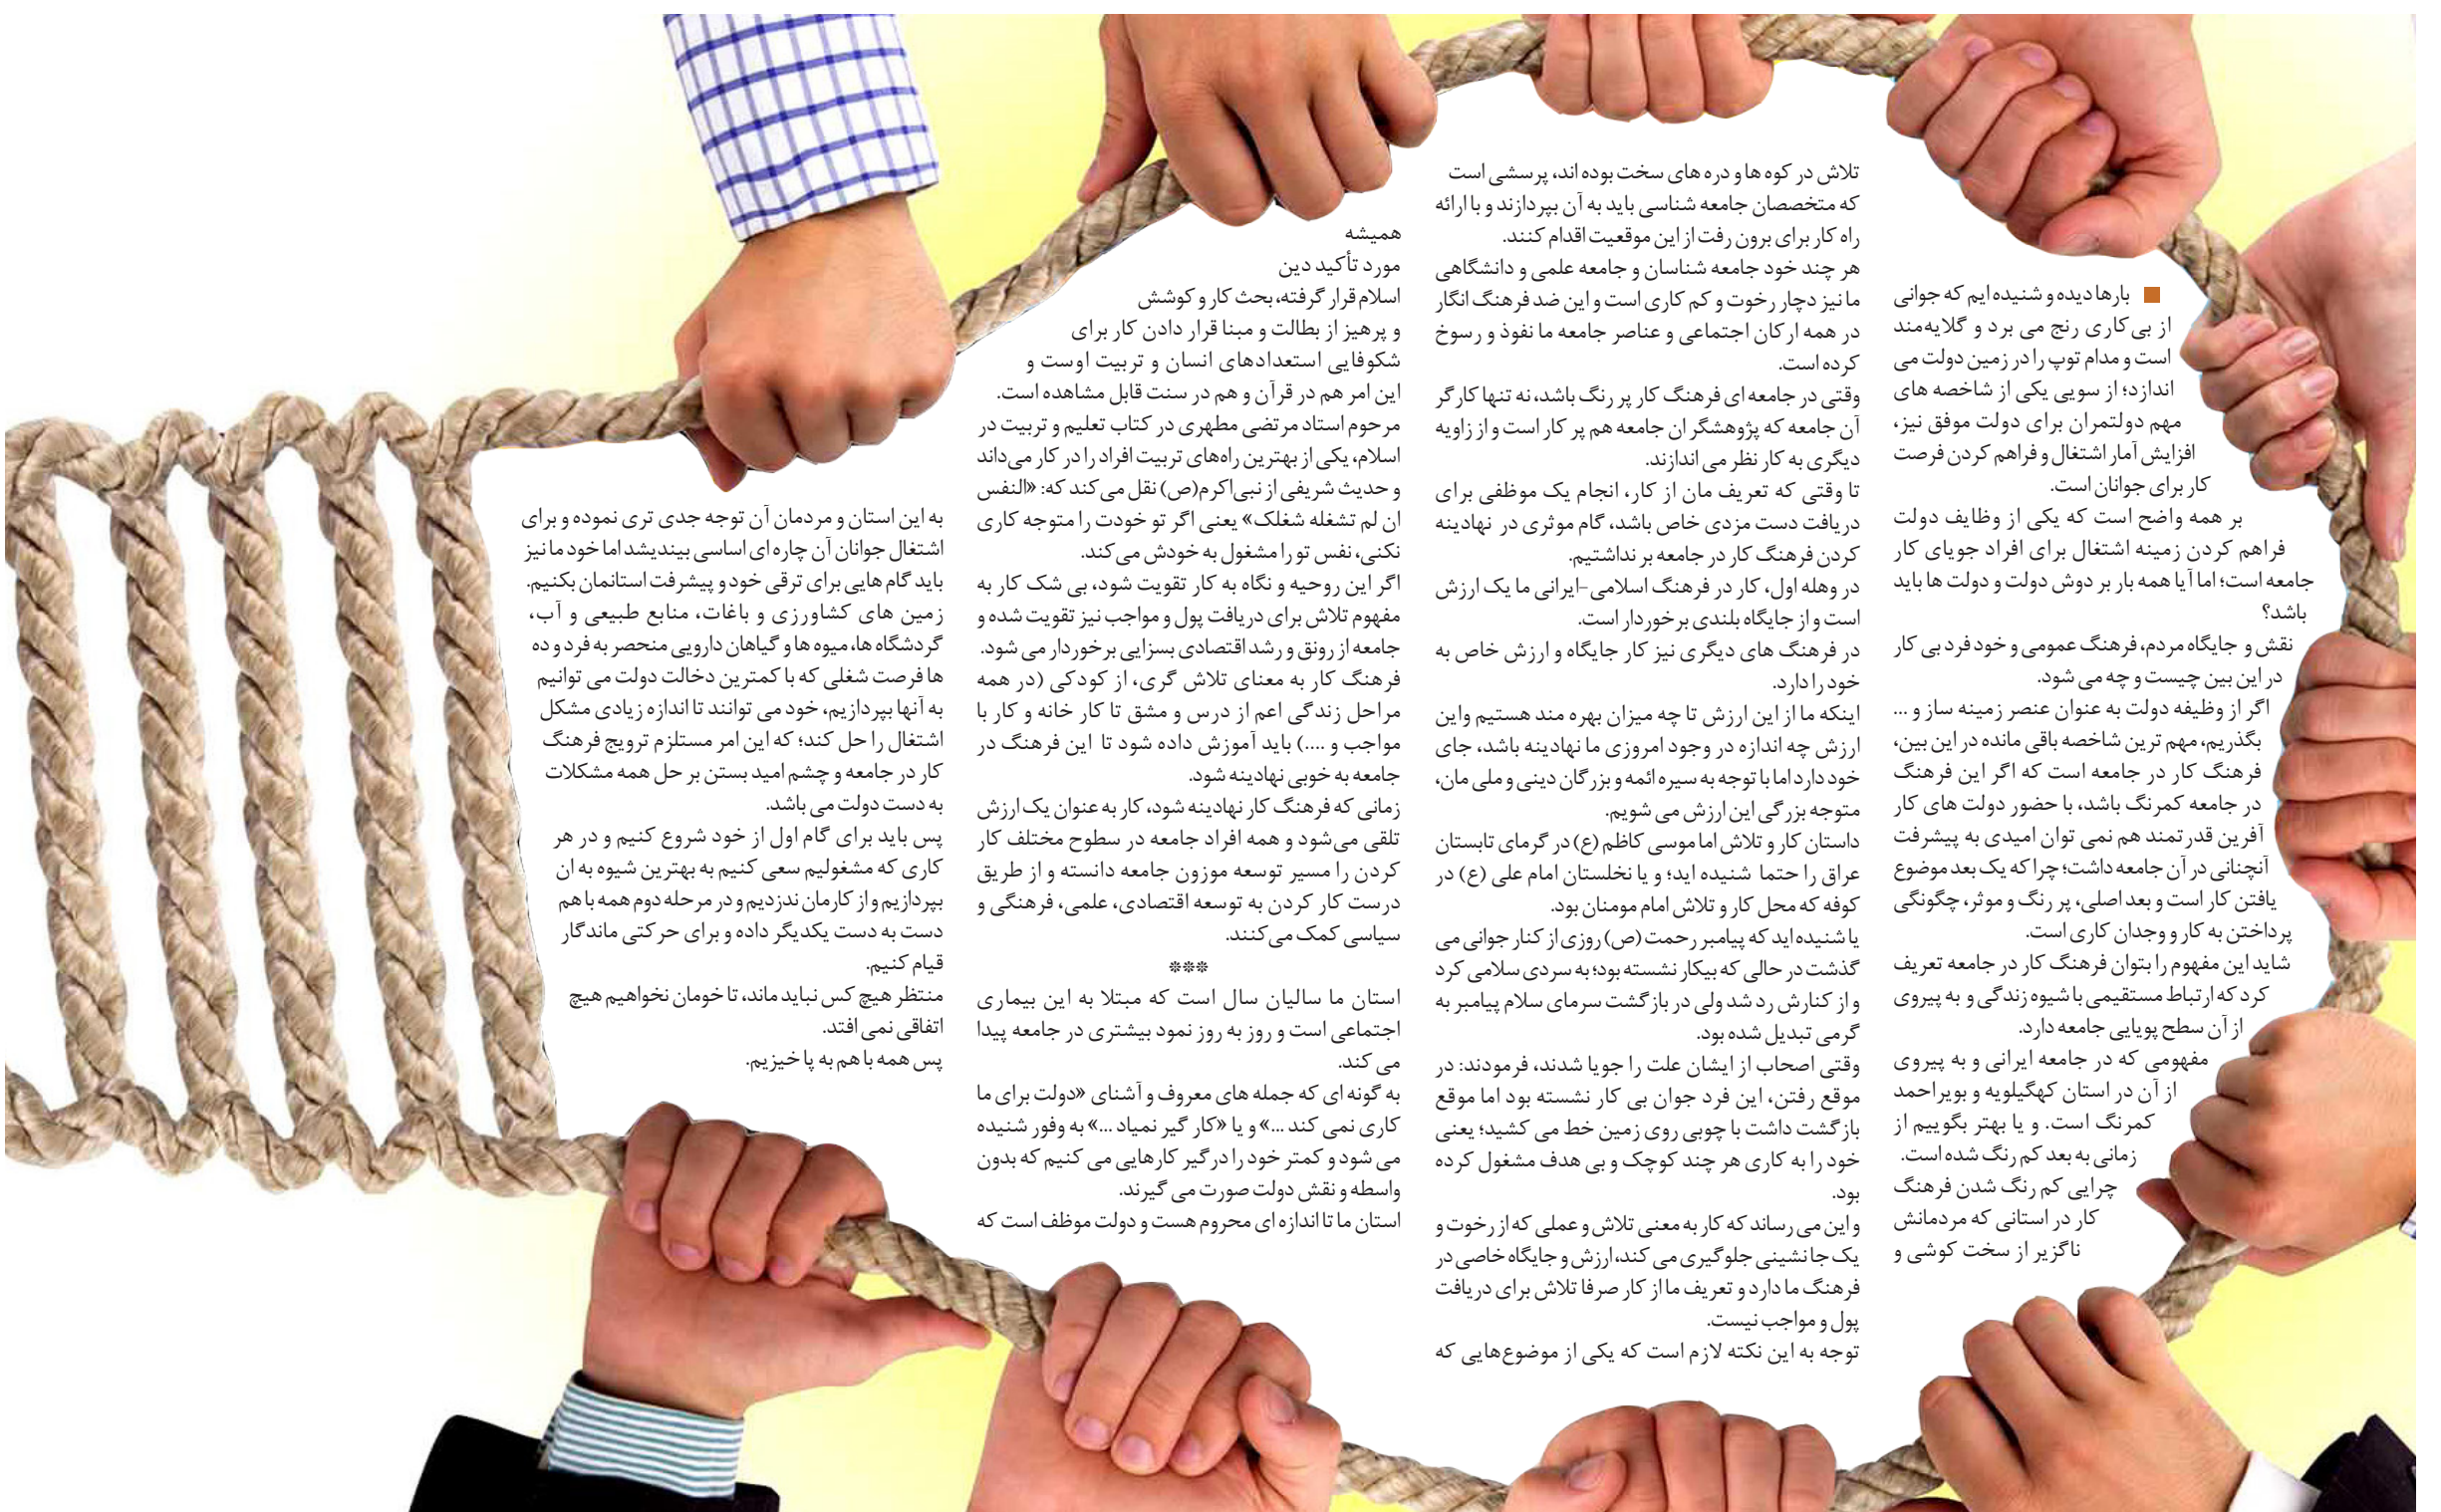 بارها دیده و شنیده ایم که جوانی
از بی کاری رنج می برد و گلایه‌مند
است و مدام توپ را در زمین دولت می
اندازد؛ از سویی یکی از شاخصه های
مهم دولتمران برای دولت موفق نیز،
افزایش آمار اشتغال و فراهم کردن فرصت
کار برای جوانان است.
بر همه واضح است که یکی از وظایف دولت
فراهم کردن زمینه اشتغال برای افراد جویای کار
جامعه است؛ اما آیا همه بار بر دوش دولت و دولت ها باید
باشد؟
نقش و جایگاه مردم، فرهنگ عمومی و خود فرد بی کار
در این بین چیست و چه می شود.
اگر از وظیفه دولت به عنوان عنصر زمینه ساز و ...
بگذریم، مهم ترین شاخصه باقی مانده در این بین،
فرهنگ کار در جامعه است که اگر این فرهنگ
در جامعه کمرنگ باشد، با حضور دولت های کار
آفرین قدرتمند هم نمی توان امیدی به پیشرفت
آنچنانی در آن جامعه داشت؛ چرا که یک بعد موضوع
یافتن کار است و بعد اصلی، پر رنگ و موثر، چگونگی
پرداختن به کار و وجدان کاری است.
شاید این مفهوم را بتوان فرهنگ کار در جامعه تعریف
کرد که ارتباط مستقیمی با شیوه زندگی و به پیروی
از آن سطح پویایی جامعه دارد.
مفهومی که در جامعه ایرانی و به پیروی
از آن در استان کهگیلویه و بویراحمد
کمرنگ است. و یا بهتر بگوییم از
زمانی به بعد کم رنگ شده است.
چرایی کم رنگ شدن فرهنگ
کار در استانی که مردمانش
ناگزیر از سخت کوشی و
تلاش در کوه ها و دره های سخت بوده اند، پرسشی است
که متخصصان جامعه شناسی باید به آن بپردازند و با ارائه
راه کار برای برون رفت از این موقعیت اقدام کنند.
هر چند خود جامعه شناسان و جامعه علمی و دانشگاهی
ما نیز دچار رخوت و کم کاری است و این ضد فرهنگ انگار
در همه ارکان اجتماعی و عناصر جامعه ما نفوذ و رسوخ
کرده است.
وقتی در جامعه ای فرهنگ کار پر رنگ باشد، نه تنها کارگر
آن جامعه که پژوهشگر ان جامعه هم پر کار است و از زاویه
دیگری به کار نظر می اندازند.
تا وقتی که تعریف مان از کار، انجام یک موظفی برای
دریافت دست مزدی خاص باشد، گام موثری در نهادینه
کردن فرهنگ کار در جامعه بر نداشتیم.
در وهله اول، کار در فرهنگ اسلامی -ایرانی ما یک ارزش
است و از جایگاه بلندی برخوردار است.
در فرهنگ های دیگری نیز کار جایگاه و ارزش خاص به
خود را دارد.
اینکه ما از این ارزش تا چه میزان بهره مند هستیم واین
ارزش چه اندازه در وجود امروزی ما نهادینه باشد، جای
خود دارد اما با توجه به سیره ائمه و بزرگان دینی و ملی مان،
متوجه بزرگی این ارزش می شویم.
داستان کار و تلاش اما موسی کاظم (ع) در گرمای تابستان
عراق را حتما شنیده اید؛ و یا نخلستان امام علی (ع) در
کوفه که محل کار و تلاش امام مومنان بود.
یا شنیده اید که پیامبر رحمت (ص) روزی از کنار جوانی می
گذشت در حالی که بیکار نشسته بود؛ به سردی سلامی کرد
و از کنارش رد شد ولی در بازگشت سرمای سلام پیامبر به
گرمی تبدیل شده بود.
وقتی اصحاب از ایشان علت را جویا شدند، فرمودند: در
موقع رفتن، این فرد جوان بی کار نشسته بود اما موقع
بازگشت داشت با چوبی روی زمین خط می کشید؛ یعنی
خود را به کاری هر چند کوچک و بی هدف مشغول کرده
بود.
و این می رساند که کار به معنی تلاش و عملی که از رخوت و
یک جا نشینی جلوگیری می کند، ارزش و جایگاه خاصی در
فرهنگ ما دارد و تعریف ما از کار صرفا تلاش برای دریافت
پول و مواجب نیست.
توجه به این نکته لازم است که یکی از موضوع‌هایی که
همیشه
مورد تأکید دین
اسلام قرار گرفته، بحث کار و کوشش
و پرهیز از بطالت و مبنا قرار دادن کار برای
شکوفایی استعدادهای انسان و تربیت اوست و
این امر هم در قرآن و هم در سنت قابل مشاهده است.
مرحوم استاد مرتضی مطهری در کتاب تعلیم و تربیت در
اسلام، یکی از بهترین راه‌های تربیت افراد را در کار می‌داند
و حدیث شریفی از نبی‌اکرم(ص) نقل می‌کند که: «النفس
ان لم تشغله شغلک» یعنی اگر تو خودت را متوجه کاری
نکنی، نفس تو را مشغول به خودش می‌کند.
اگر این روحیه و نگاه به کار تقویت شود، بی شک کار به
مفهوم تلاش برای دریافت پول و مواجب نیز تقویت شده و
جامعه از رونق و رشد اقتصادی بسزایی برخوردار می شود.
فرهنگ کار به معنای تلاش گری، از کودکی (در همه
مراحل زندگی اعم از درس و مشق تا کار خانه و کار با
مواجب و ....) باید آموزش داده شود تا این فرهنگ در
جامعه به خوبی نهادینه شود.
زمانی که فرهنگ کار نهادینه شود، کار به عنوان یک ارزش
تلقی می‌شود و همه افراد جامعه در سطوح مختلف کار
کردن را مسیر توسعه موزون جامعه دانسته و از طریق
درست کار کردن به توسعه اقتصادی، علمی، فرهنگی و
سیاسی کمک می‌کنند.
***
استان ما سالیان سال است که مبتلا به این بیماری
اجتماعی است و روز به روز نمود بیشتری در جامعه پیدا
می کند.
به گونه ای که جمله های معروف و آشنای «دولت برای ما
کاری نمی کند ...» و یا «کار گیر نمیاد ...» به وفور شنیده
می شود و کمتر خود را درگیر کارهایی می کنیم که بدون
واسطه و نقش دولت صورت می گیرند.
استان ما تا اندازه ای محروم هست و دولت موظف است که
به این استان و مردمان آن توجه جدی تری نموده و برای
اشتغال جوانان آن چاره ای اساسی بیندیشد اما خود ما نیز
باید گام هایی برای ترقی خود و پیشرفت استانمان بکنیم.
زمین های کشاورزی و باغات، منابع طبیعی و آب،
گردشگاه ها، میوه ها و گیاهان دارویی منحصر به فرد و ده
ها فرصت شغلی که با کمترین دخالت دولت می توانیم
به آنها بپردازیم، خود می توانند تا اندازه زیادی مشکل
اشتغال را حل کند؛ که این امر مستلزم ترویج فرهنگ
کار در جامعه و چشم امید بستن بر حل همه مشکلات
به دست دولت می باشد.
پس باید برای گام اول از خود شروع کنیم و در هر
کاری که مشغولیم سعی کنیم به بهترین شیوه به ان
بپردازیم و از کارمان ندزدیم و در مرحله دوم همه با هم
دست به دست یکدیگر داده و برای حرکتی ماندگار
قیام کنیم.
منتظر هیچ کس نباید ماند، تا خومان نخواهیم هیچ
اتفاقی نمی افتد.
پس همه با هم به پا خیزیم.